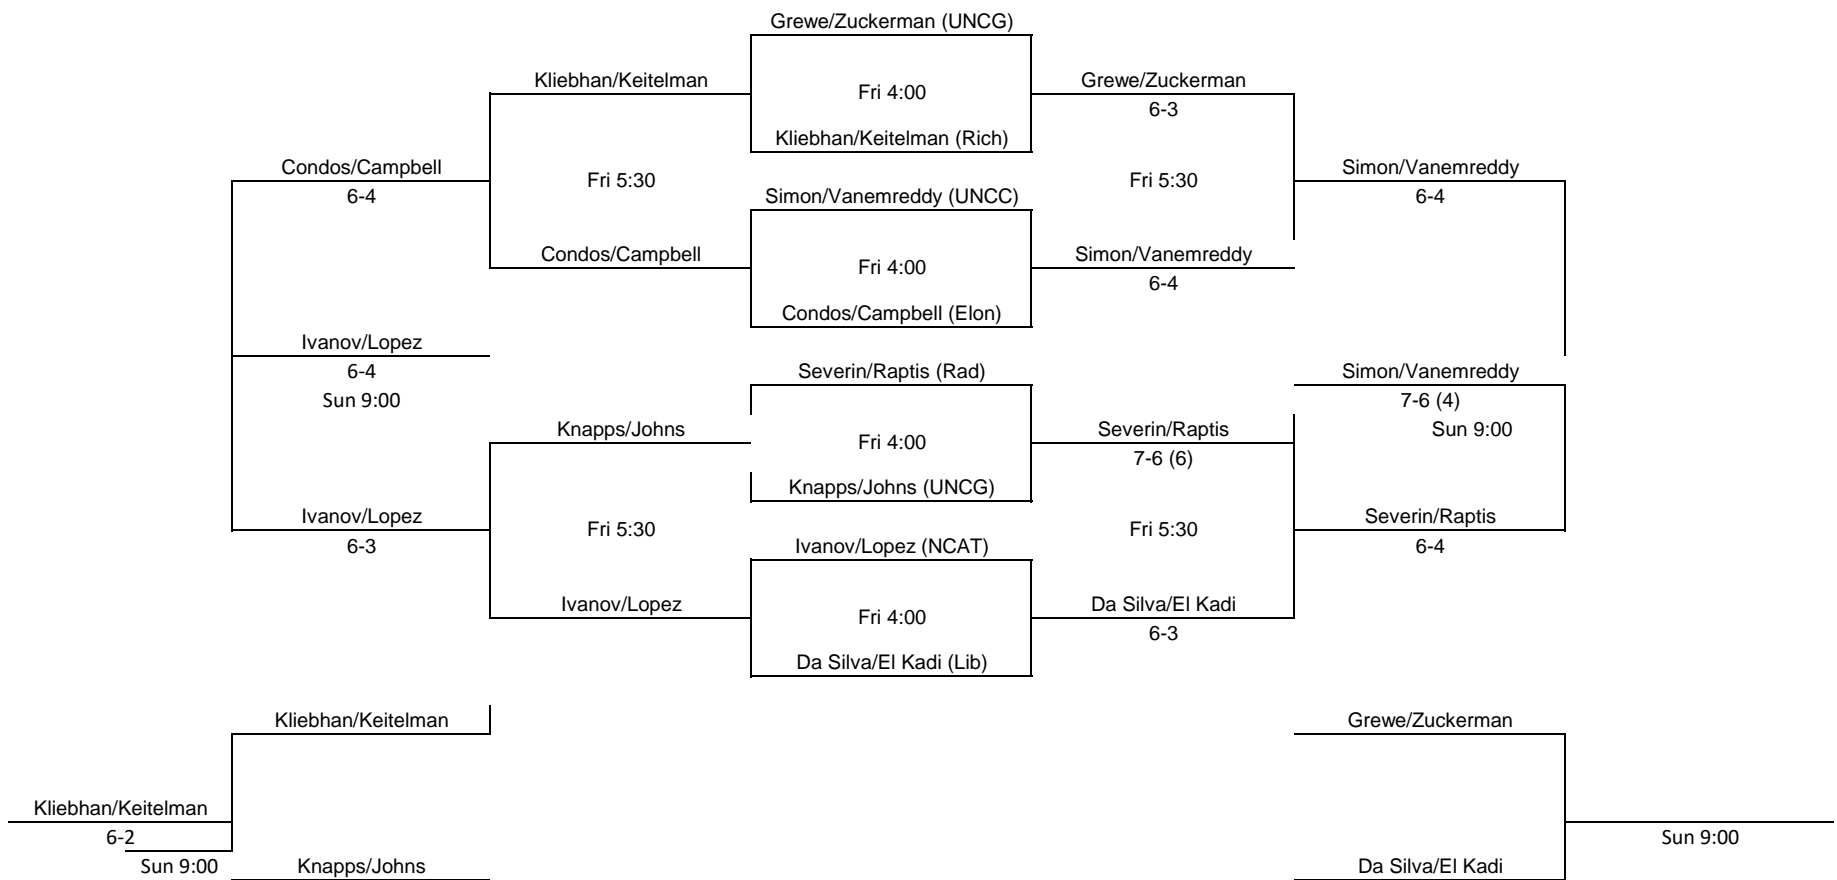 Grewe/Zuckerman (UNCG)
Kliebhan/Keitelman
Fri 4:00
Grewe/Zuckerman
6-3
Kliebhan/Keitelman (Rich)
Condos/Campbell
Fri 5:30
Fri 5:30
Simon/Vanemreddy
6-4
Simon/Vanemreddy (UNCC)
6-4
Condos/Campbell
Fri 4:00
Simon/Vanemreddy
6-4
Condos/Campbell (Elon)
Ivanov/Lopez
6-4
Severin/Raptis (Rad)
Simon/Vanemreddy
Sun 9:00
7-6 (4)
Knapps/Johns
Fri 4:00
Severin/Raptis
Sun 9:00
7-6 (6)
Knapps/Johns (UNCG)
Ivanov/Lopez
Fri 5:30
Fri 5:30
Severin/Raptis
6-3
Ivanov/Lopez (NCAT)
6-4
Ivanov/Lopez
Fri 4:00
Da Silva/El Kadi
6-3
Da Silva/El Kadi (Lib)
Kliebhan/Keitelman
Grewe/Zuckerman
Kliebhan/Keitelman
6-2
Sun 9:00
Sun 9:00
Knapps/Johns
Da Silva/El Kadi